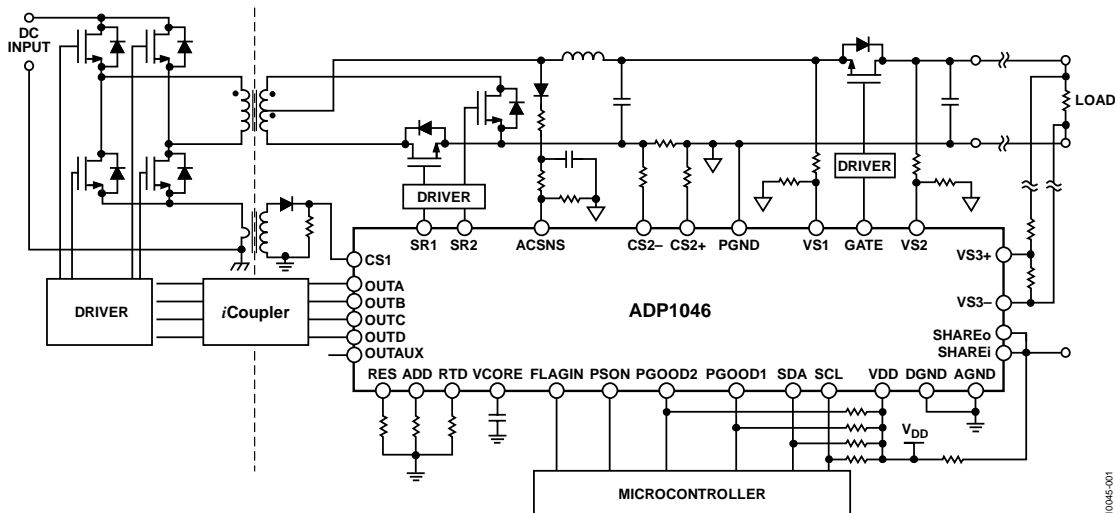 DC
INPUT
LOAD
DRIVER
DRIVER
SR1 SR2 ACSNS CS2– CS2+ PGND VS1 GATE VS2
CS1
VS3+
OUTA
OUTB
OUTC
OUTD
OUTAUX
DRIVER
iCoupler
ADP1046
VS3–
SHAREo
SHAREi
RES ADD RTD VCORE FLAGIN PSON PGOOD2 PGOOD1 SDA SCL VDD DGND AGND
VDD
MICROCONTROLLER
10045-001